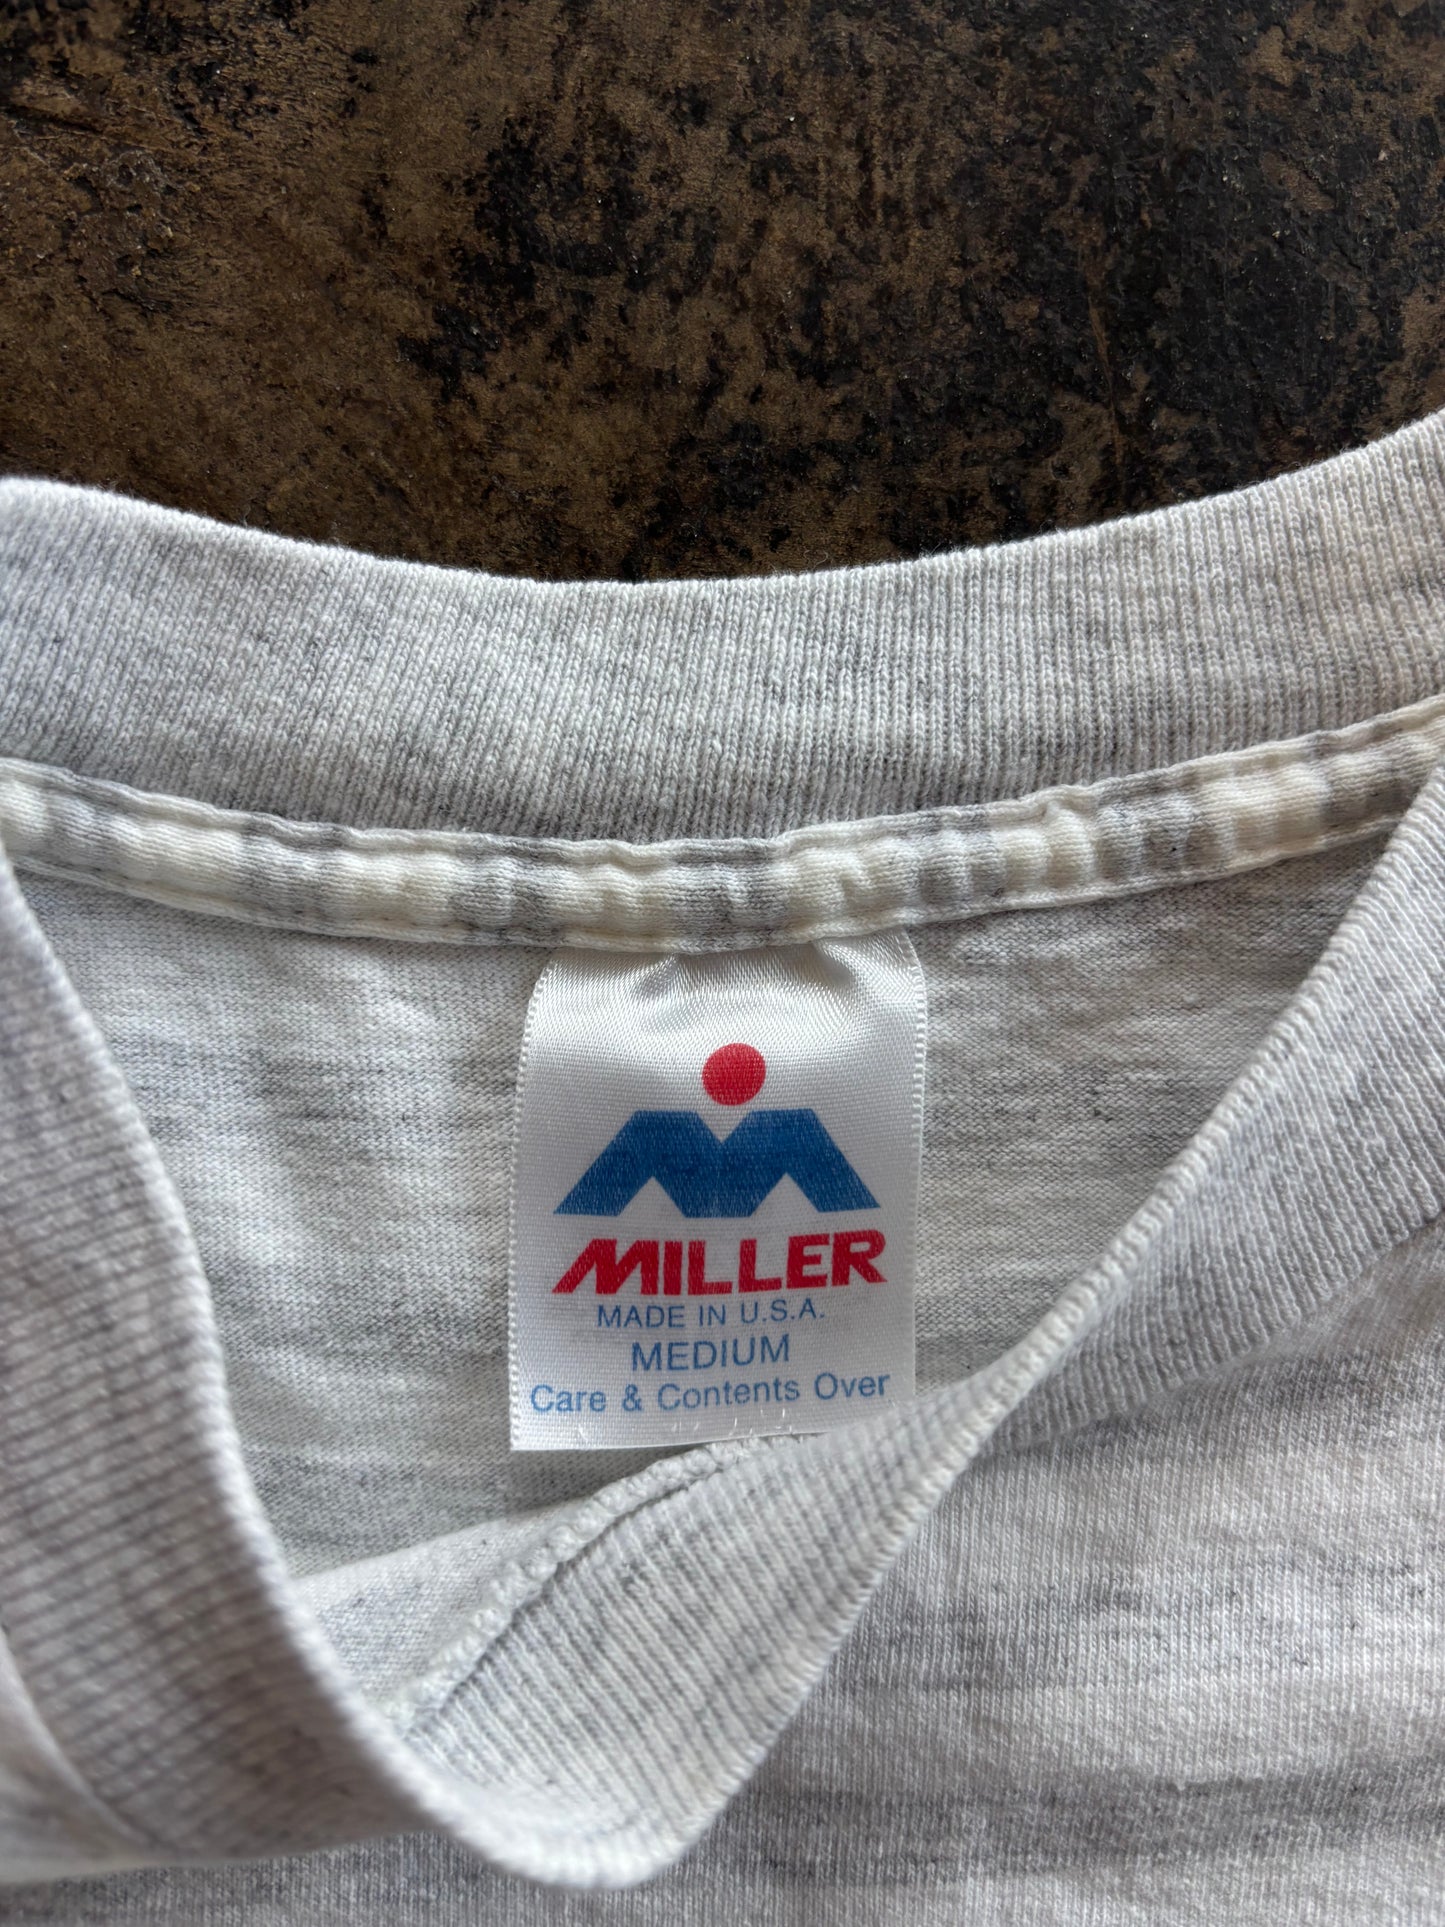 MILLER
MADE IN U.S.A.
MEDIUM
Care & Contents Over